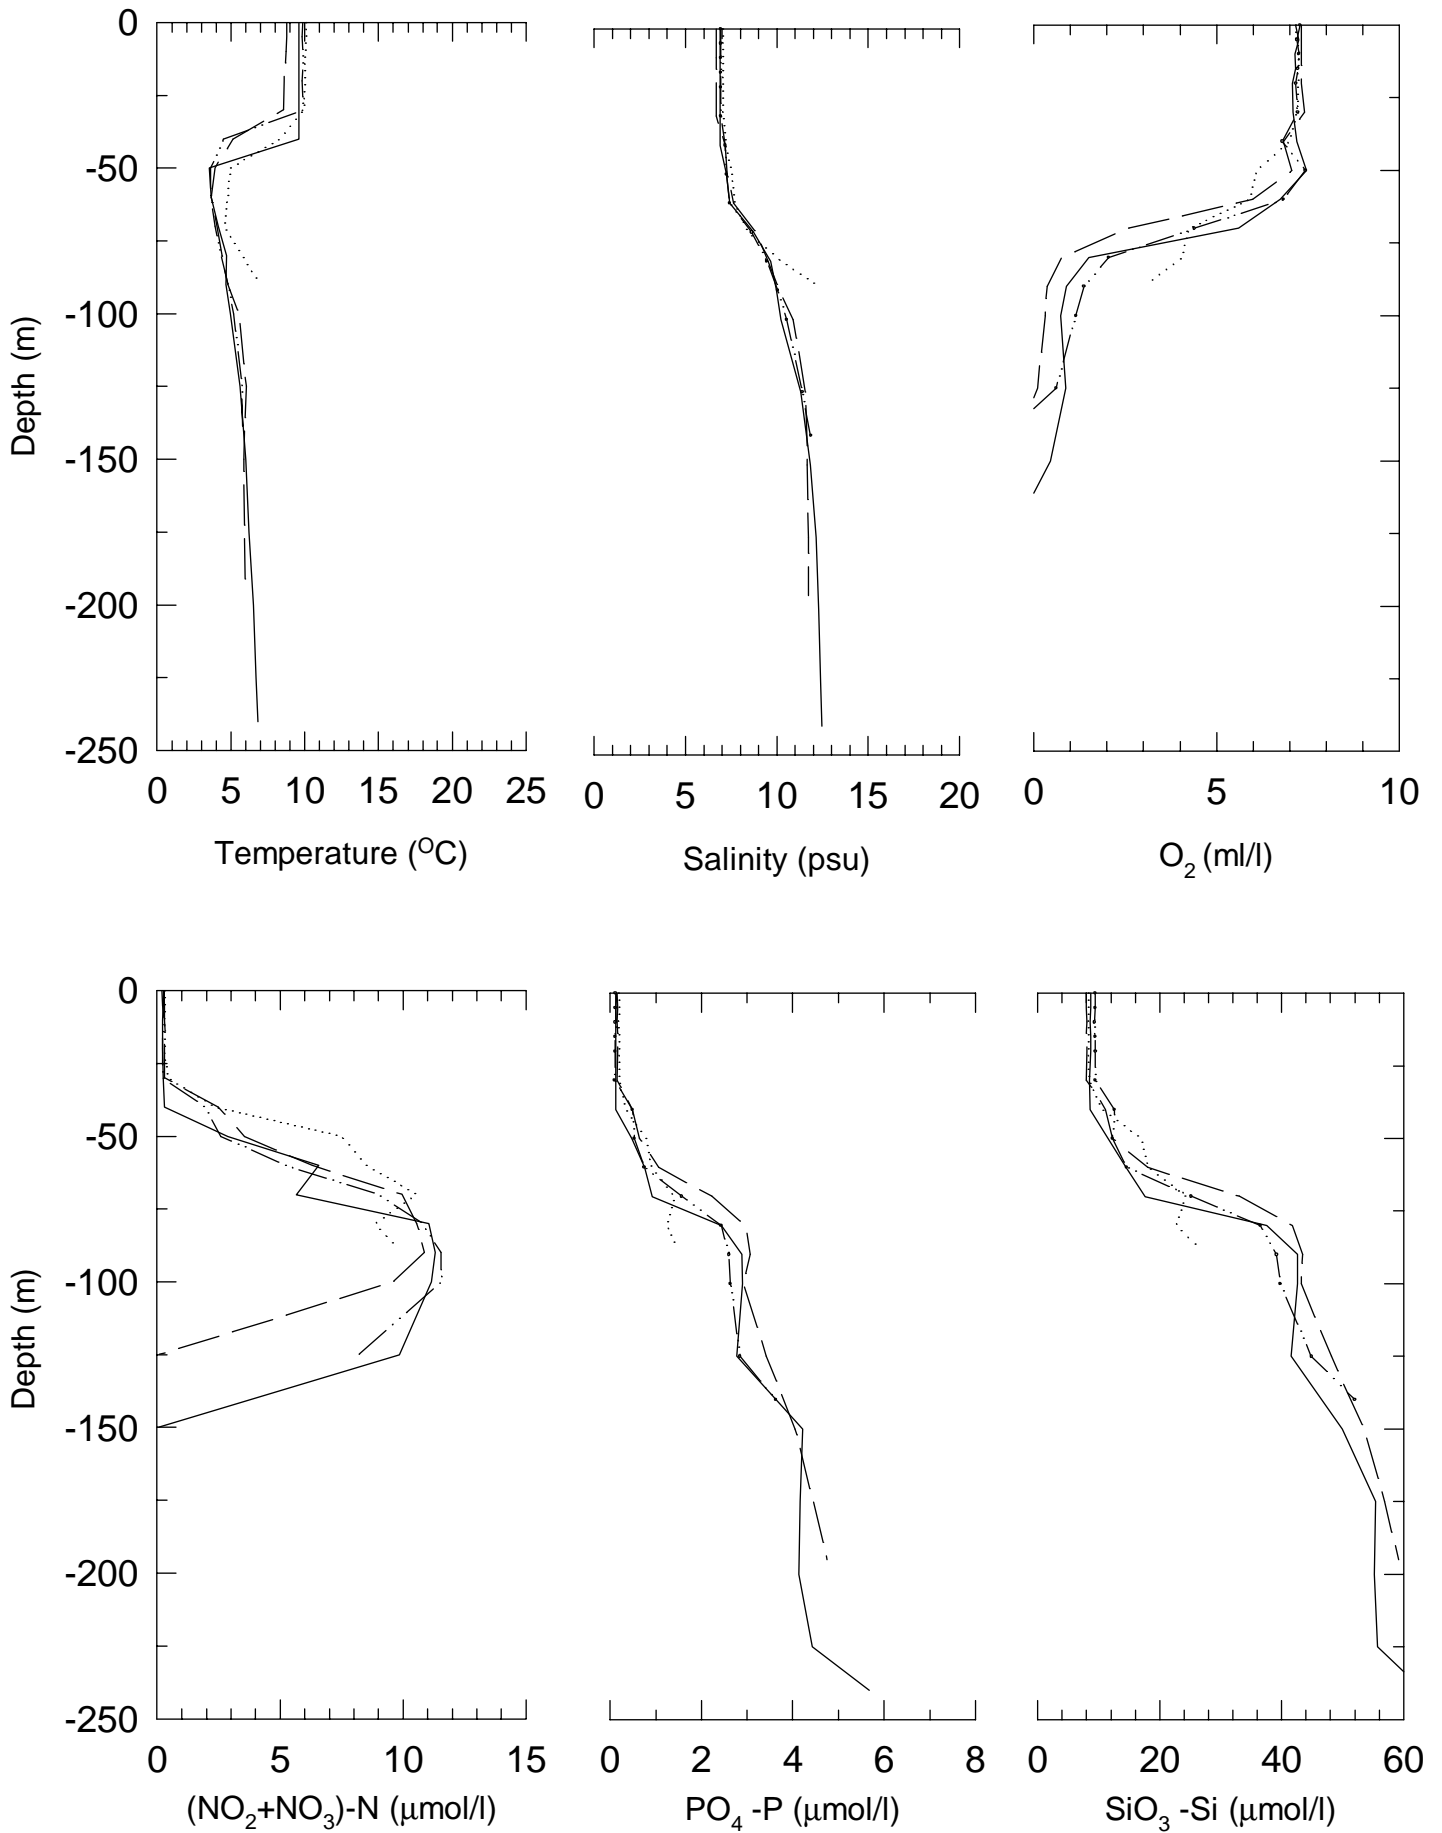 0
-50
-100
-150
-200
-250
Depth (m)
0 5 10 15 20 25
0 5 10 15 20
0 5 10
Temperature (ᴼC)
Salinity (psu)
O₂ (ml/l)
0
-50
-100
-150
-200
-250
Depth (m)
0 5 10 15
0 2 4 6 8
0 20 40 60
(NO₂+NO₃)-N (μmol/l)
PO₄ -P (μmol/l)
SiO₃ -Si (μmol/l)